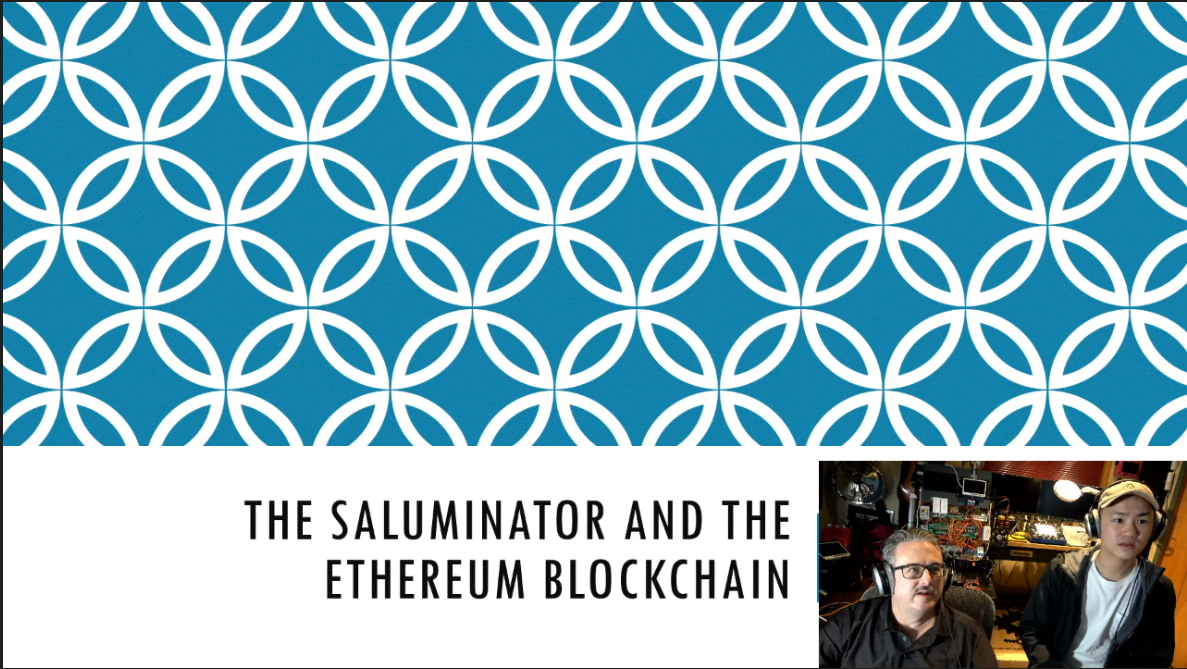 THE SALUMINATOR AND THE
ETHEREUM BLOCKCHAIN